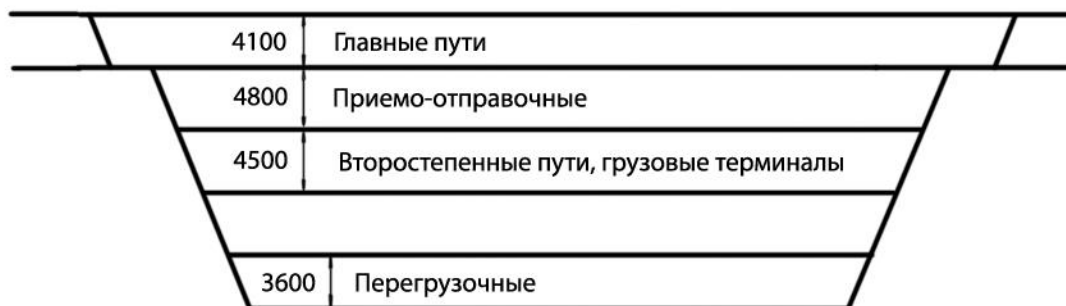 4100 Главные пути
4800 Приемо-отправочные
4500 Второстепенные пути, грузовые терминалы
3600 Перегрузочные